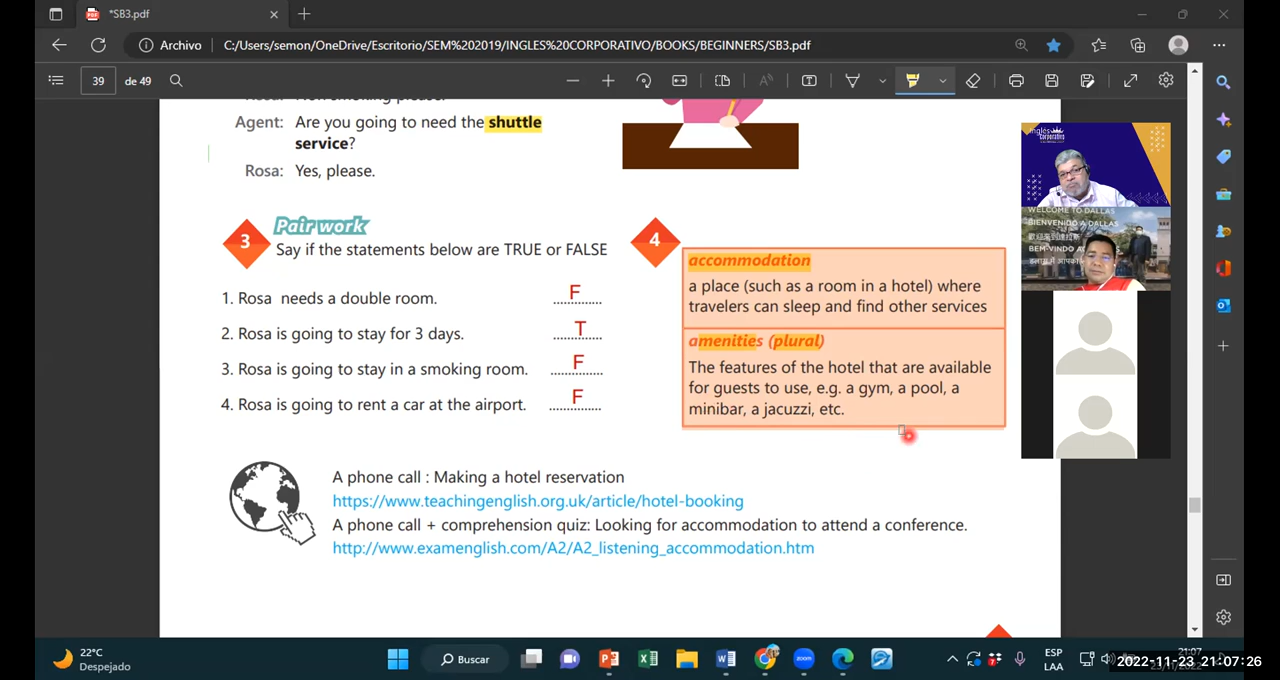 *SB3.pdf
Archivo C:/Users/semon/OneDrive/Escritorio/SEM%202019/INGLES%20CORPORATIVO/BOOKS/BEGINNERS/SB3.pdf
39 de 49
Agent: Are you going to need the shuttle
service?
Rosa: Yes, please.
3 Pair work
Say if the statements below are TRUE or FALSE
1. Rosa needs a double room. F
2. Rosa is going to stay for 3 days. T
3. Rosa is going to stay in a smoking room. F
4. Rosa is going to rent a car at the airport. F
4
accommodation
a place (such as a room in a hotel) where
travelers can sleep and find other services
amenities (plural)
The features of the hotel that are available
for guests to use, e.g. a gym, a pool, a
minibar, a jacuzzi, etc.
A phone call : Making a hotel reservation
https://www.teachingenglish.org.uk/article/hotel-booking
A phone call + comprehension quiz: Looking for accommodation to attend a conference.
http://www.examenglish.com/A2/A2_listening_accommodation.htm
inglés
corporativo
WELCOME TO DALLAS
BIENVENIDO A DALLAS
22°C
Despejado
Buscar
ESP
LAA
21:07
2022-11-23 21:07:26